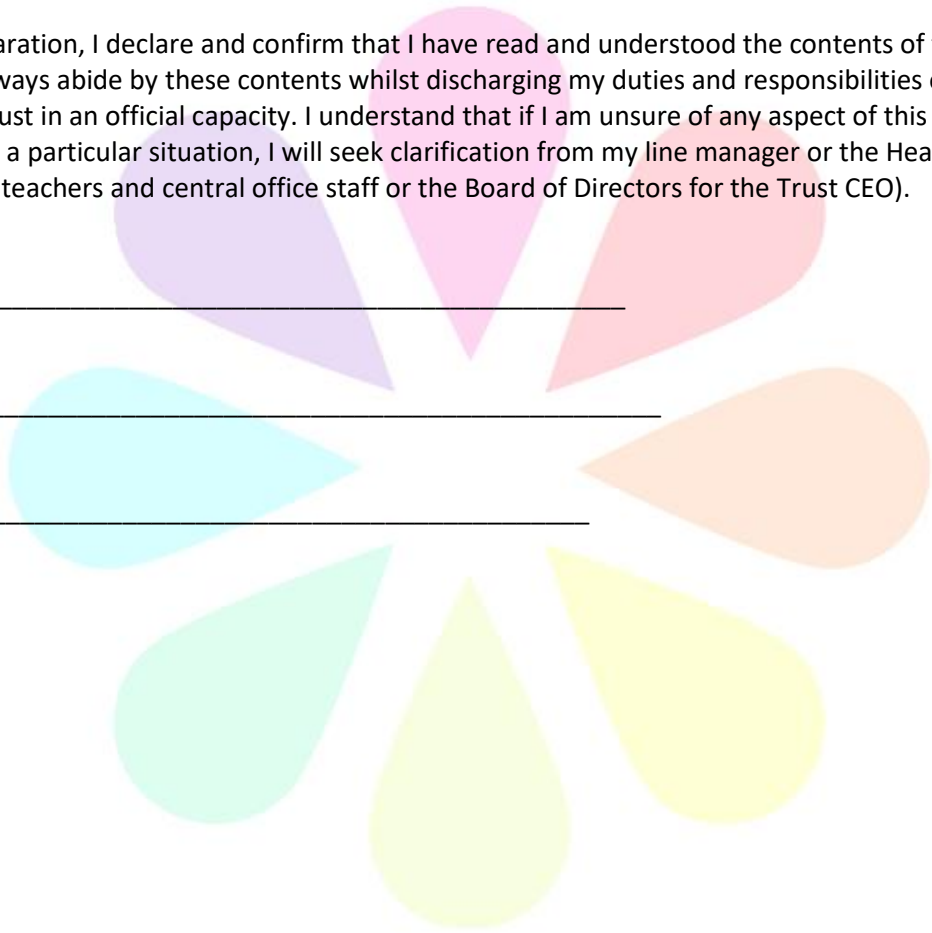 aration, I declare and confirm that I have read and understood the contents of
ways abide by these contents whilst discharging my duties and responsibilities
ust in an official capacity. I understand that if I am unsure of any aspect of this
a particular situation, I will seek clarification from my line manager or the Hea
teachers and central office staff or the Board of Directors for the Trust CEO).